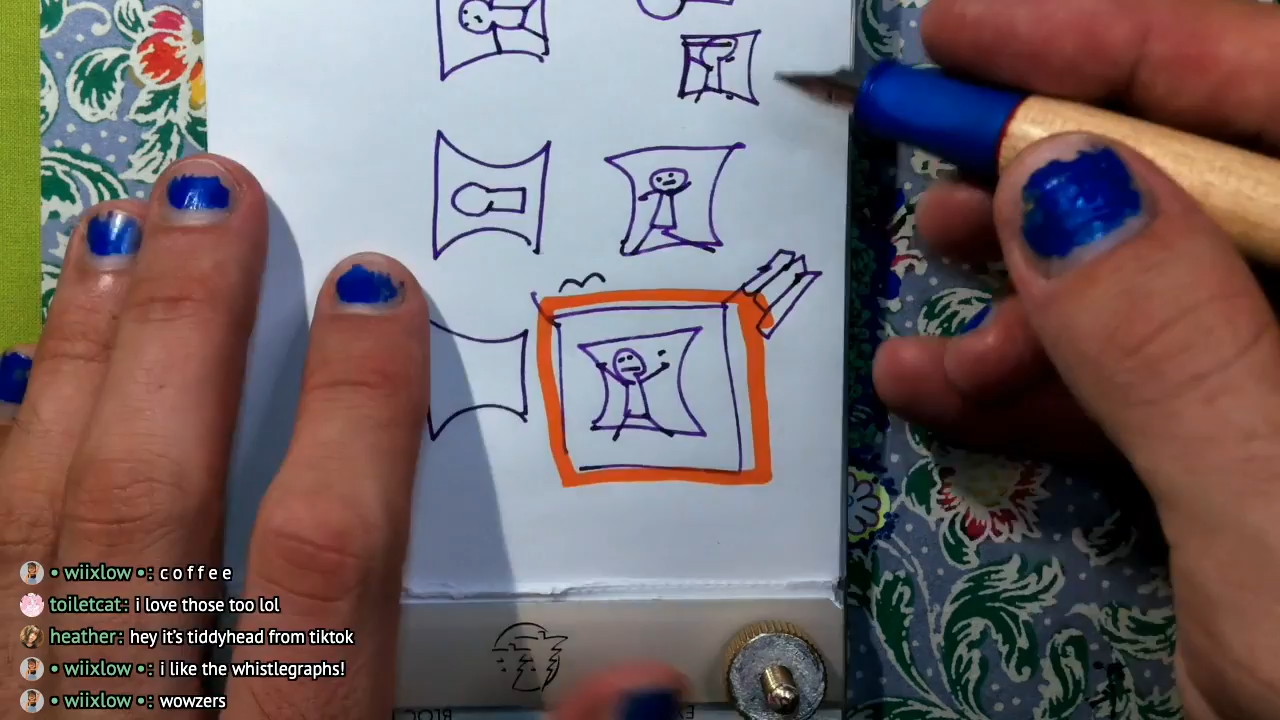 • wiixlow •: c o f f e e
toiletcat: i love those too lol
heather: hey it's tiddyhead from tiktok
• wiixlow •: i like the whistlegraphs!
• wiixlow •: wowzers